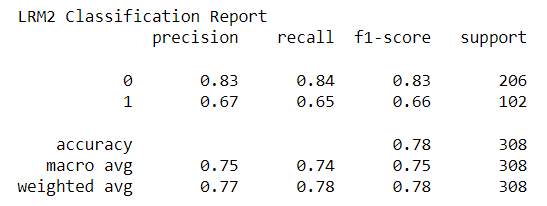 LRM2 Classification Report
precision recall f1-score support
0 0.83 0.84 0.83 206
1 0.67 0.65 0.66 102
accuracy 0.78 308
macro avg 0.75 0.74 0.75 308
weighted avg 0.77 0.78 0.78 308